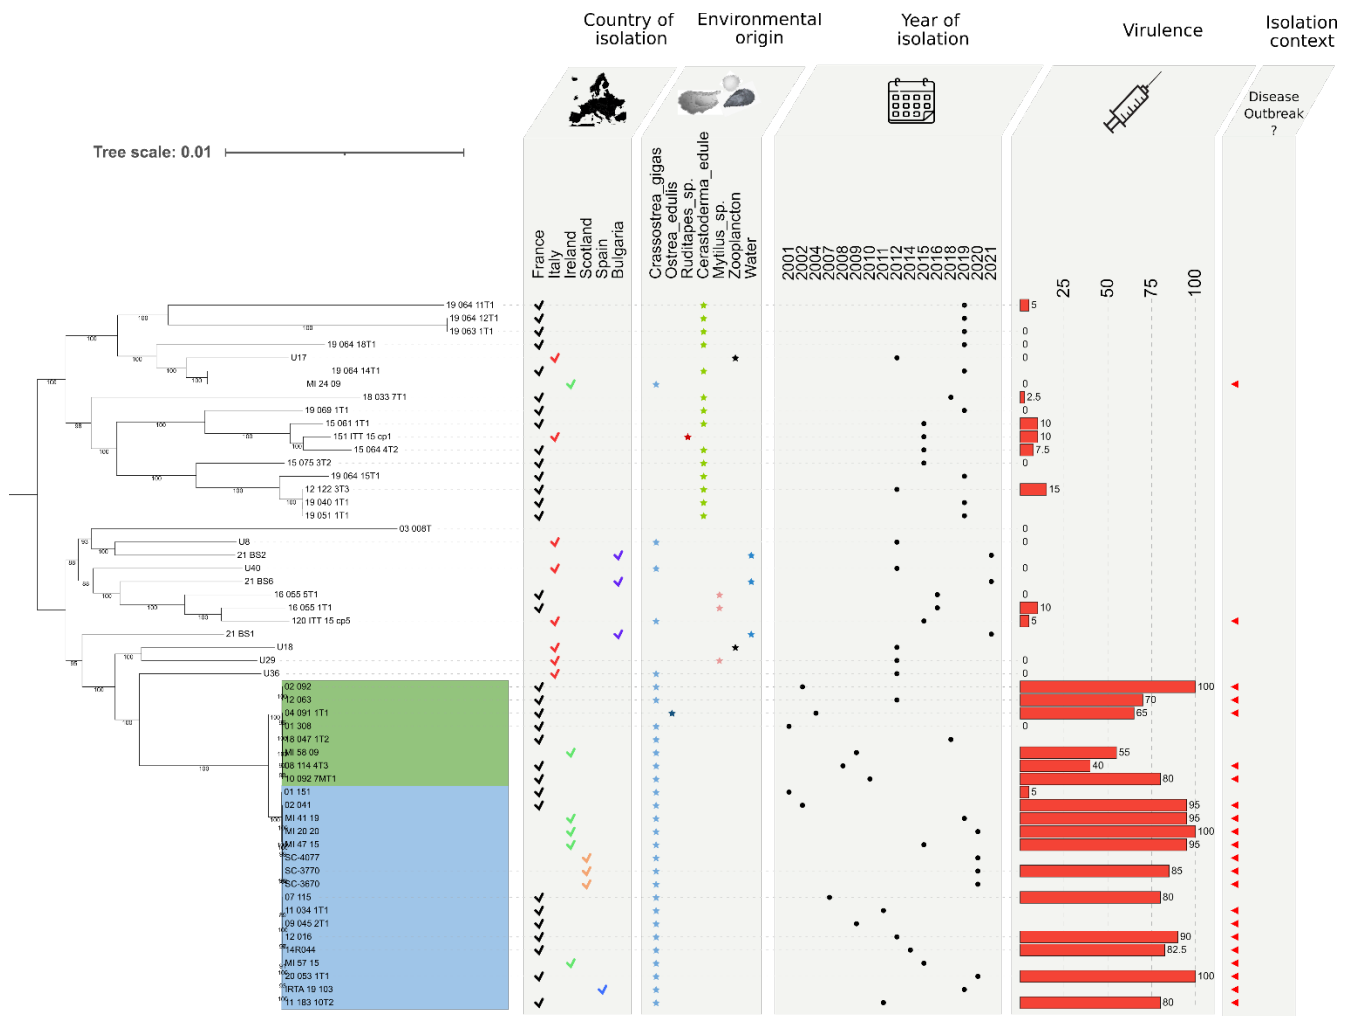 Country of isolation
Environmental origin
Year of isolation
Virulence
Isolation context
Disease Outbreak ?
Tree scale: 0.01
France
Italy
Ireland
Scotland
Spain
Bulgaria
Crassostrea_gigas
Ostrea_edulis
Ruditapes_sp.
Cerastoderma_edule
Mytilus_sp.
Zooplancton
Water
2001
2002
2004
2007
2008
2009
2010
2011
2012
2014
2015
2016
2018
2019
2020
2021
25
50
75
100
19 064 11T1 5
19 064 12T1 0
19 063 1T1 0
19 064 18T1 0
U17 0
19 064 14T1
MI 24 09 0
18 033 7T1 2.5
19 069 1T1 0
15 061 1T1 10
151 ITT 15 cp1 10
15 064 4T2 7.5
15 075 3T2 0
19 064 15T1
12 122 3T3 15
19 040 1T1 0
19 051 1T1 0
03 008T 0
U8 0
21 BS2
U40 0
21 BS6
16 055 5T1 0
16 055 1T1 10
120 ITT 15 cp5 5
21 BS1
U18
U29 0
U36 0
02 092 100
12 063 70
04 091 1T1 65
01 308 0
18 047 1T2
MI 58 09 55
08 114 4T3 40
10 092 7MT1 80
01 151 5
02 041 95
MI 41 19 95
MI 20 20 100
MI 47 15 95
SC-4077
SC-3770 85
SC-3670
07 115 80
11 034 1T1
09 045 2T1
12 016 90
14R044 82.5
MI 57 15
20 053 1T1 100
IRTA 19 103
11 183 10T2 80